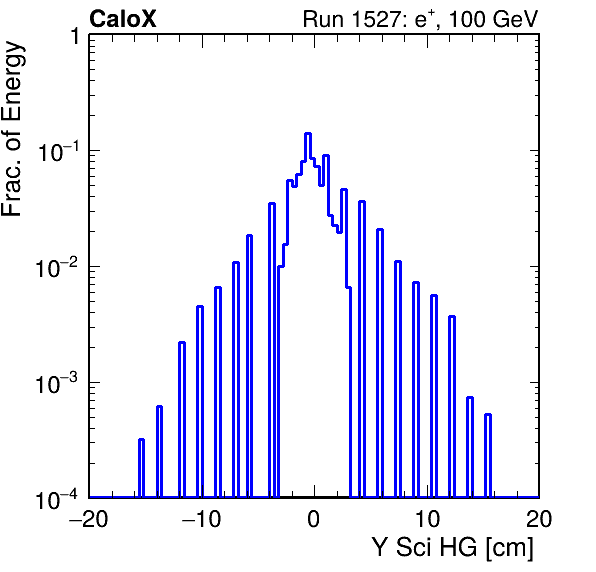 CaloX Run 1527: e⁺, 100 GeV
Frac. of Energy
1
10⁻¹
10⁻²
10⁻³
10⁻⁴
−20 −10 0 10 20
Y Sci HG [cm]